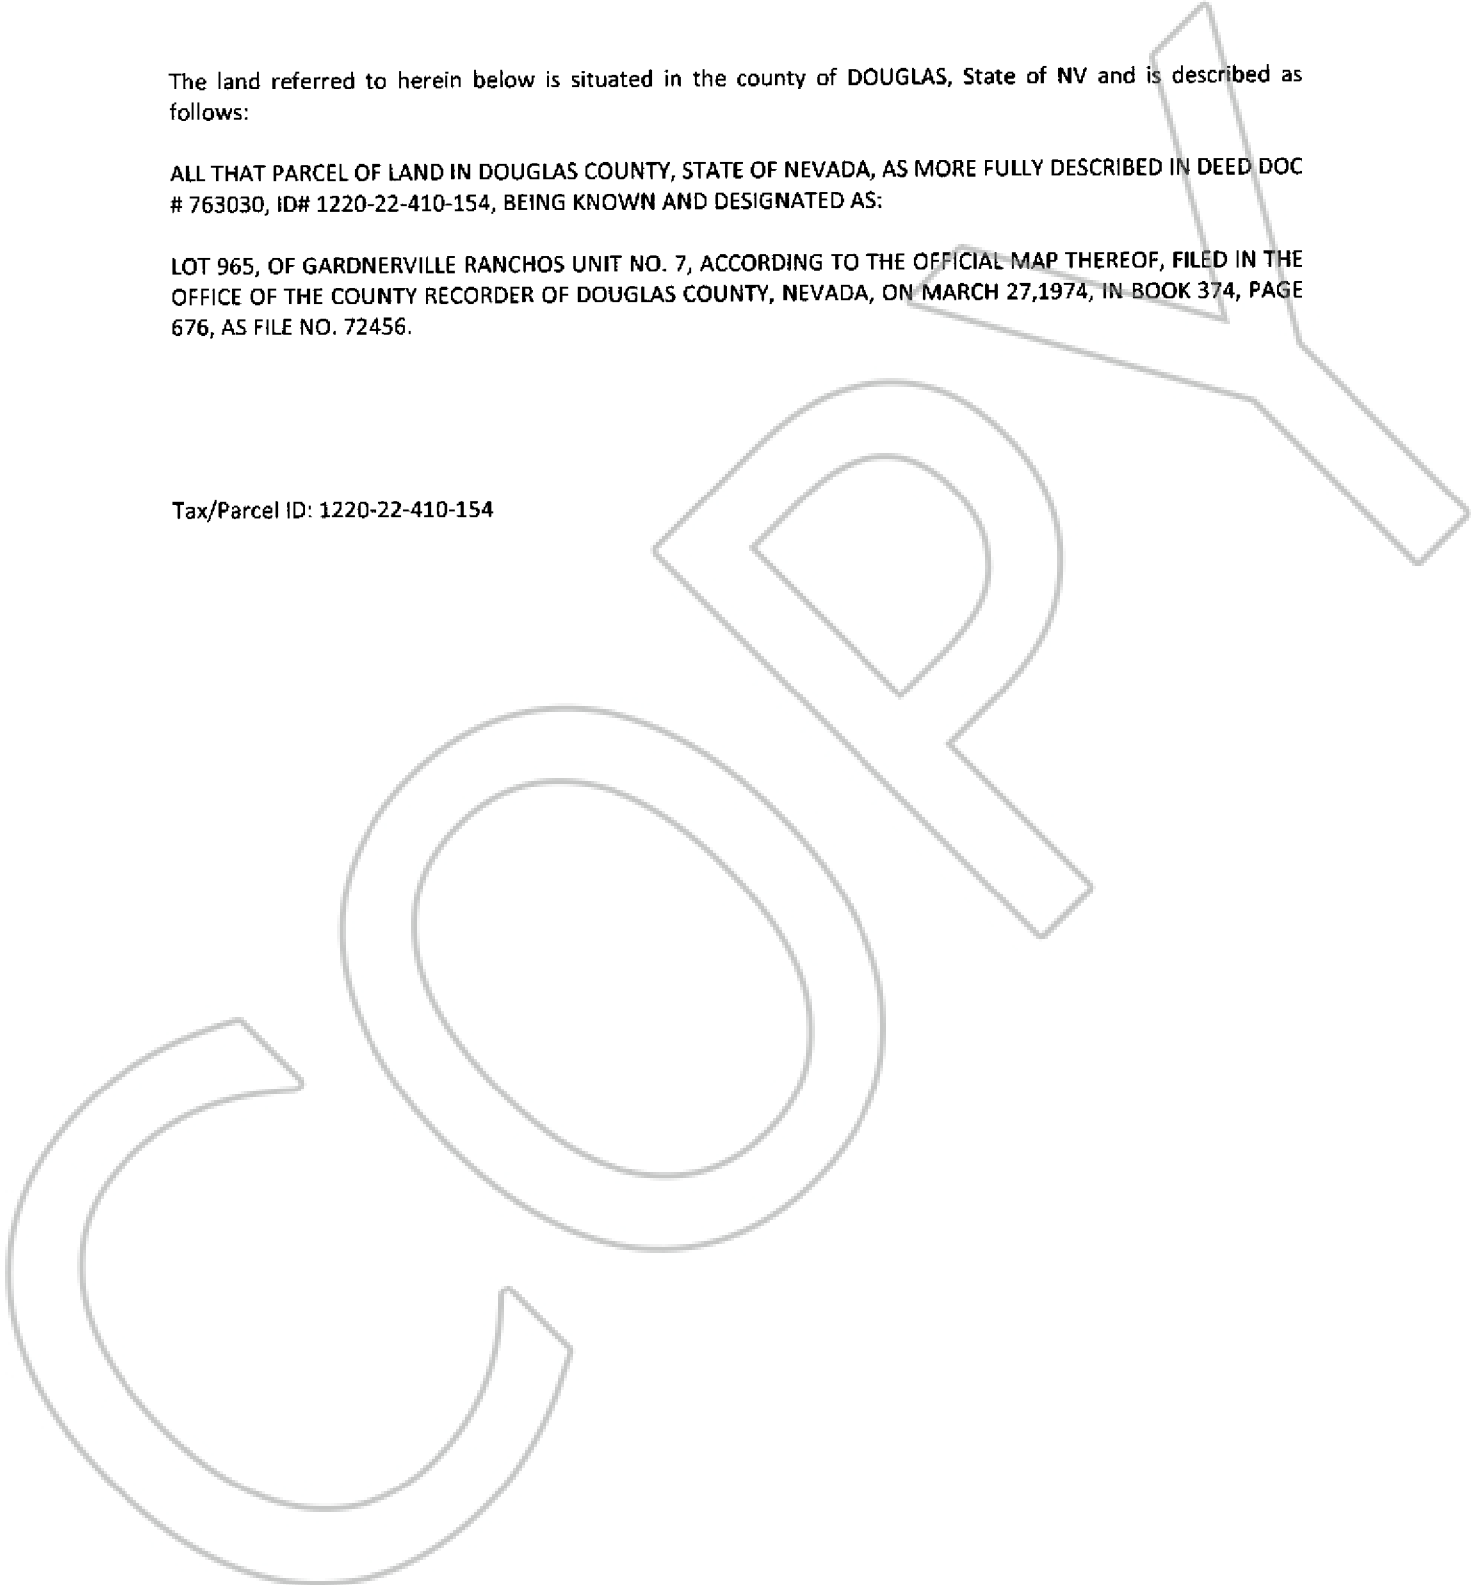 The land referred to herein below is situated in the county of DOUGLAS, State of NV and is described as
follows:
ALL THAT PARCEL OF LAND IN DOUGLAS COUNTY, STATE OF NEVADA, AS MORE FULLY DESCRIBED IN DEED DOC
# 763030, ID# 1220-22-410-154, BEING KNOWN AND DESIGNATED AS:
LOT 965, OF GARDNERVILLE RANCHOS UNIT NO. 7, ACCORDING TO THE OFFICIAL MAP THEREOF, FILED IN THE
OFFICE OF THE COUNTY RECORDER OF DOUGLAS COUNTY, NEVADA, ON MARCH 27,1974, IN BOOK 374, PAGE
676, AS FILE NO. 72456.
Tax/Parcel ID: 1220-22-410-154
COPY